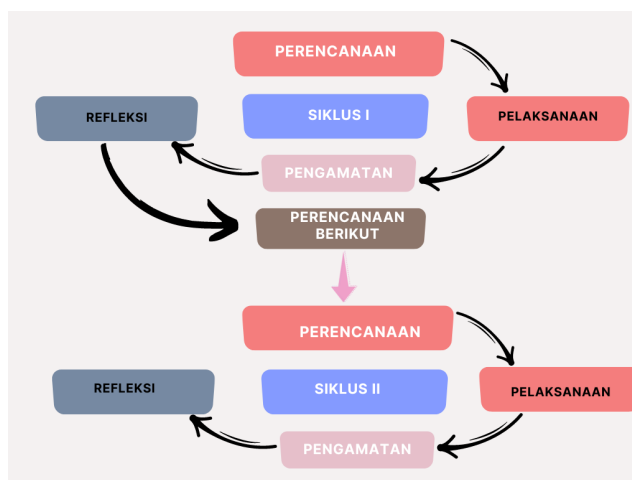 PERENCANAAN
REFLEKSI
SIKLUS I
PELAKSANAAN
PENGAMATAN
PERENCANAAN
BERIKUT
PERENCANAAN
REFLEKSI
SIKLUS II
PELAKSANAAN
PENGAMATAN